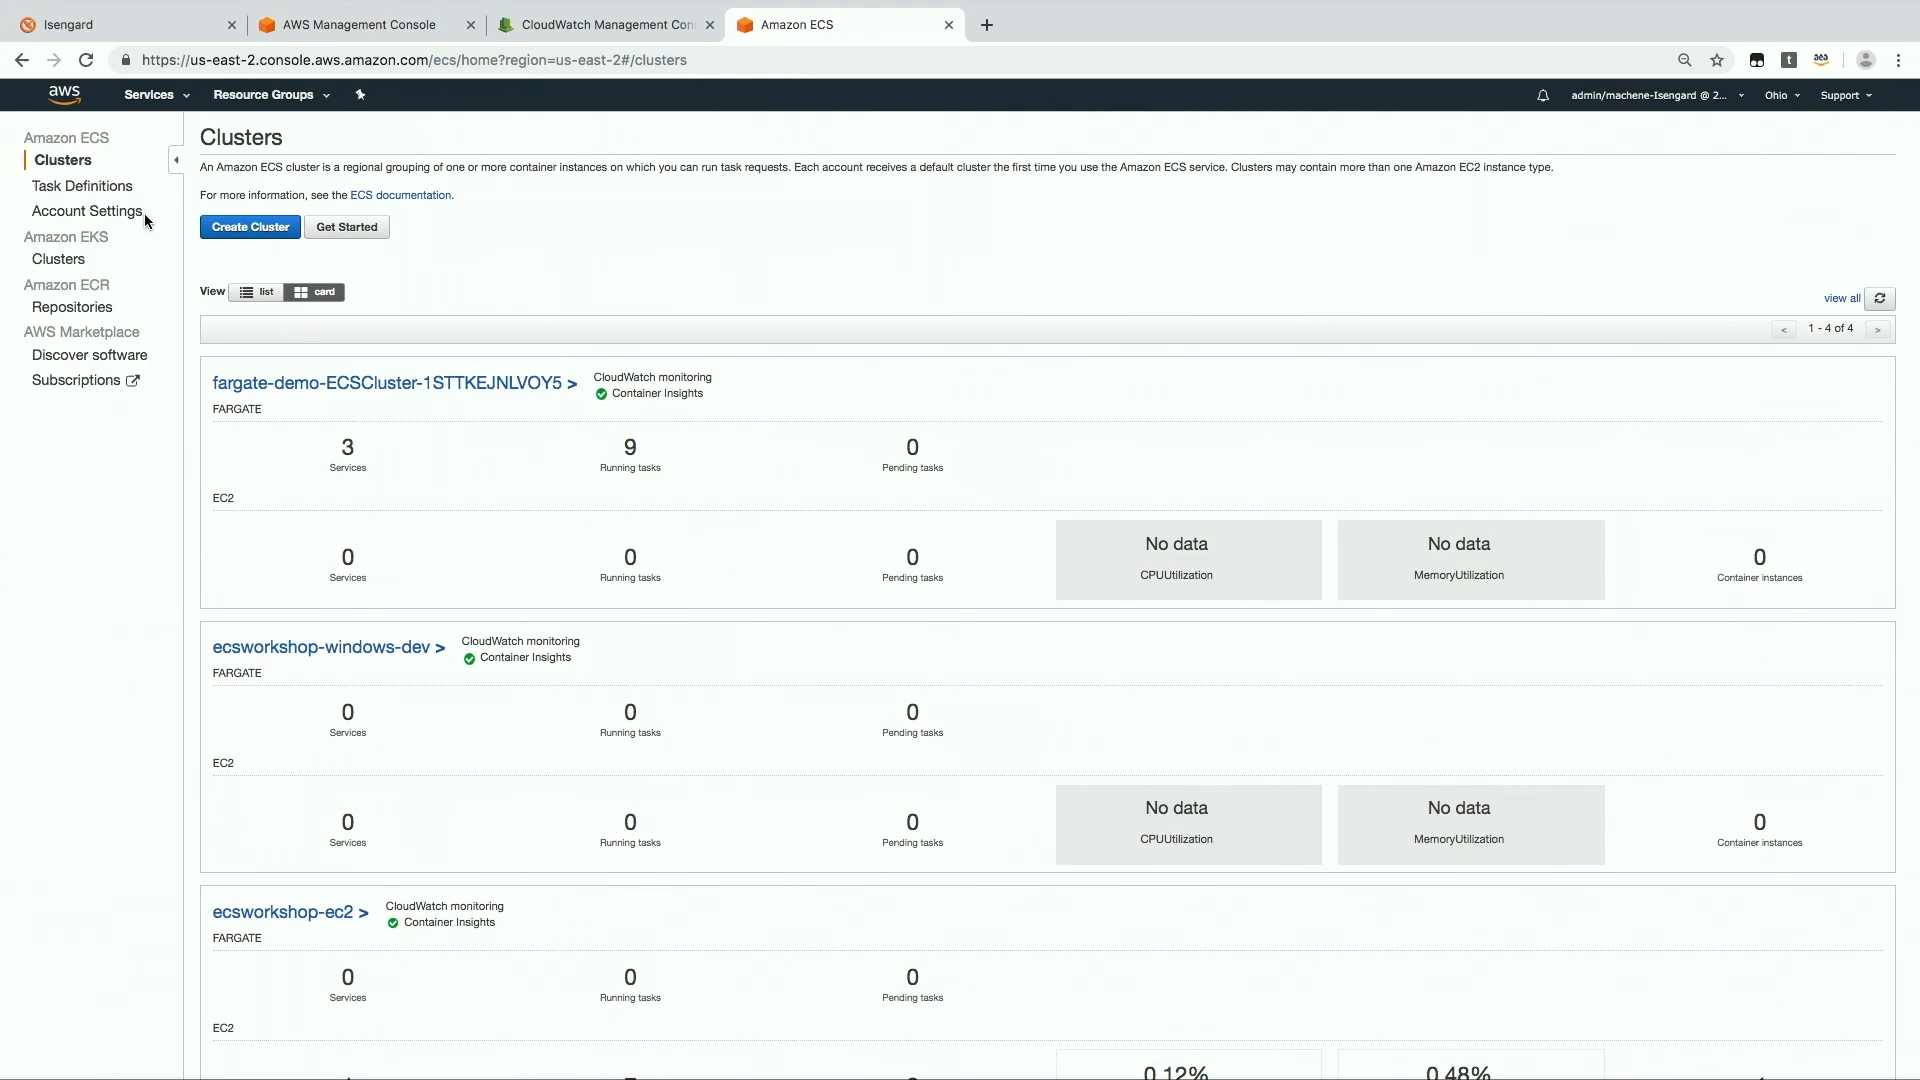 Isengard
AWS Management Console
CloudWatch Management Con
Amazon ECS
https://us-east-2.console.aws.amazon.com/ecs/home?region=us-east-2#/clusters
t
aws
Services
Resource Groups
admin/machene-Isengard @ 2...
Ohio
Support
Amazon ECS
Clusters
Task Definitions
Account Settings
Amazon EKS
Clusters
Amazon ECR
Repositories
AWS Marketplace
Discover software
Subscriptions
Clusters
An Amazon ECS cluster is a regional grouping of one or more container instances on which you can run task requests. Each account receives a default cluster the first time you use the Amazon ECS service. Clusters may contain more than one Amazon EC2 instance type.
For more information, see the ECS documentation.
Create Cluster
Get Started
View
list
card
view all
< 1 - 4 of 4 >
fargate-demo-ECSCluster-1STTKEJNLVOY5 >
CloudWatch monitoring
Container Insights
FARGATE
3
Services
9
Running tasks
0
Pending tasks
EC2
0
Services
0
Running tasks
0
Pending tasks
No data
CPUUtilization
No data
MemoryUtilization
0
Container instances
ecsworkshop-windows-dev >
CloudWatch monitoring
Container Insights
FARGATE
0
Services
0
Running tasks
0
Pending tasks
EC2
0
Services
0
Running tasks
0
Pending tasks
No data
CPUUtilization
No data
MemoryUtilization
0
Container instances
ecsworkshop-ec2 >
CloudWatch monitoring
Container Insights
FARGATE
0
Services
0
Running tasks
0
Pending tasks
EC2
0.12%
0.48%